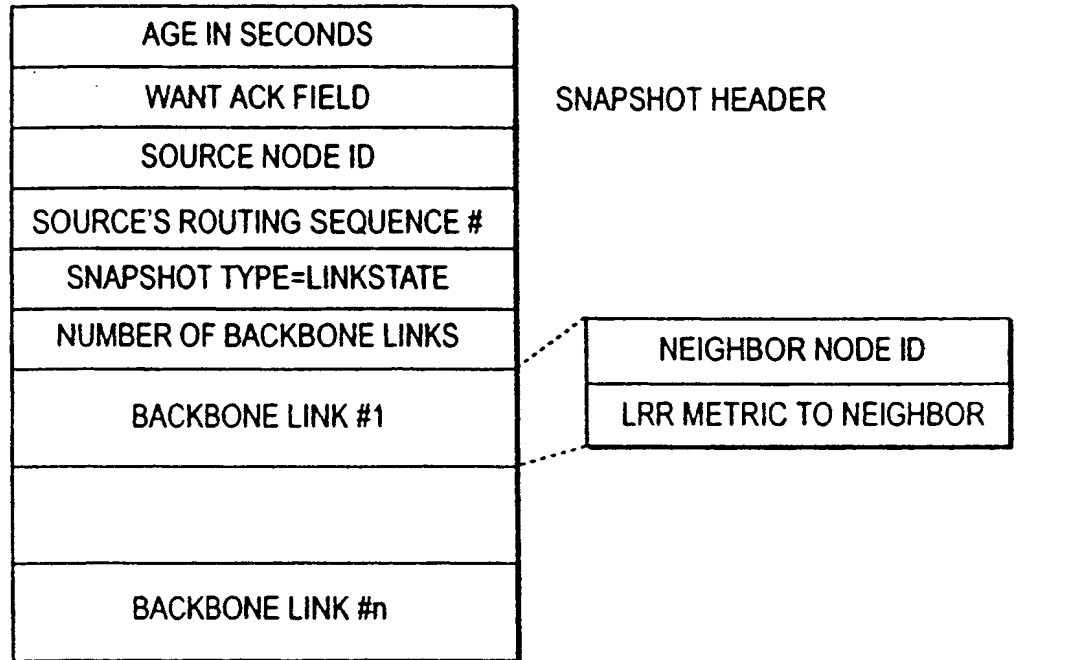 AGE IN SECONDS
WANT ACK FIELD
SNAPSHOT HEADER
SOURCE NODE ID
SOURCE'S ROUTING SEQUENCE #
SNAPSHOT TYPE=LINKSTATE
NUMBER OF BACKBONE LINKS
NEIGHBOR NODE ID
BACKBONE LINK #1
LRR METRIC TO NEIGHBOR
BACKBONE LINK #n